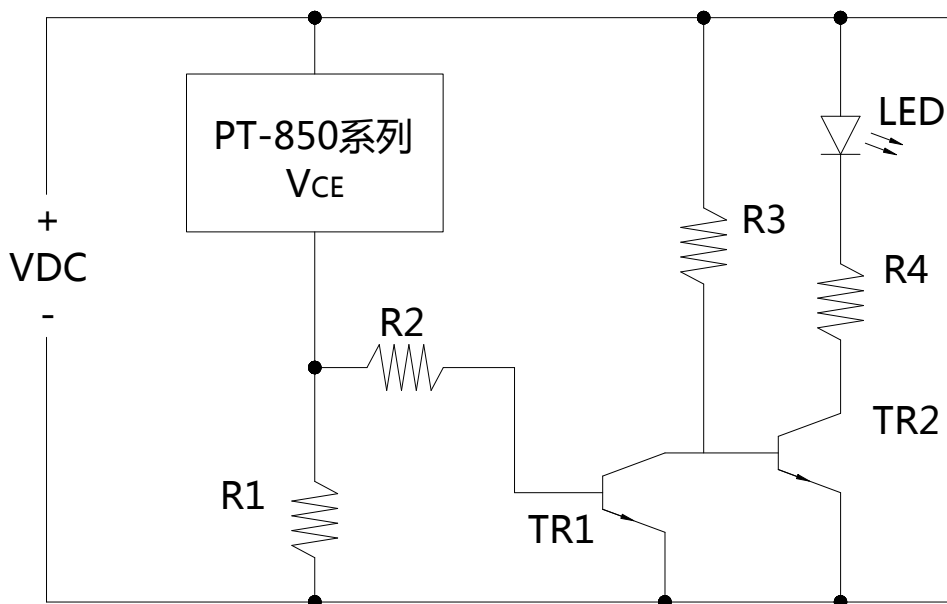 PT-850系列
VCE
LED
+
VDC
-
R3
R4
R2
TR2
R1
TR1